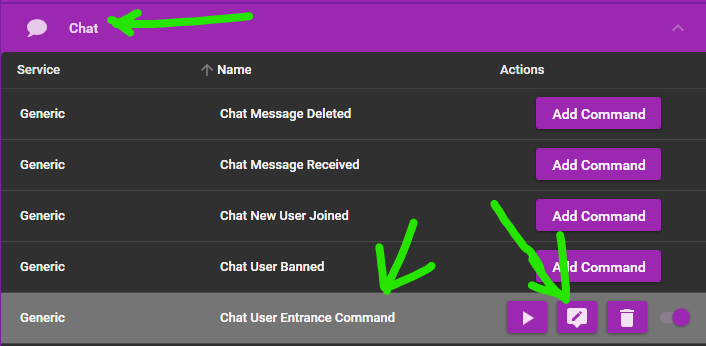 Chat
Service Name Actions
Generic Chat Message Deleted Add Command
Generic Chat Message Received Add Command
Generic Chat New User Joined Add Command
Generic Chat User Banned Add Command
Generic Chat User Entrance Command